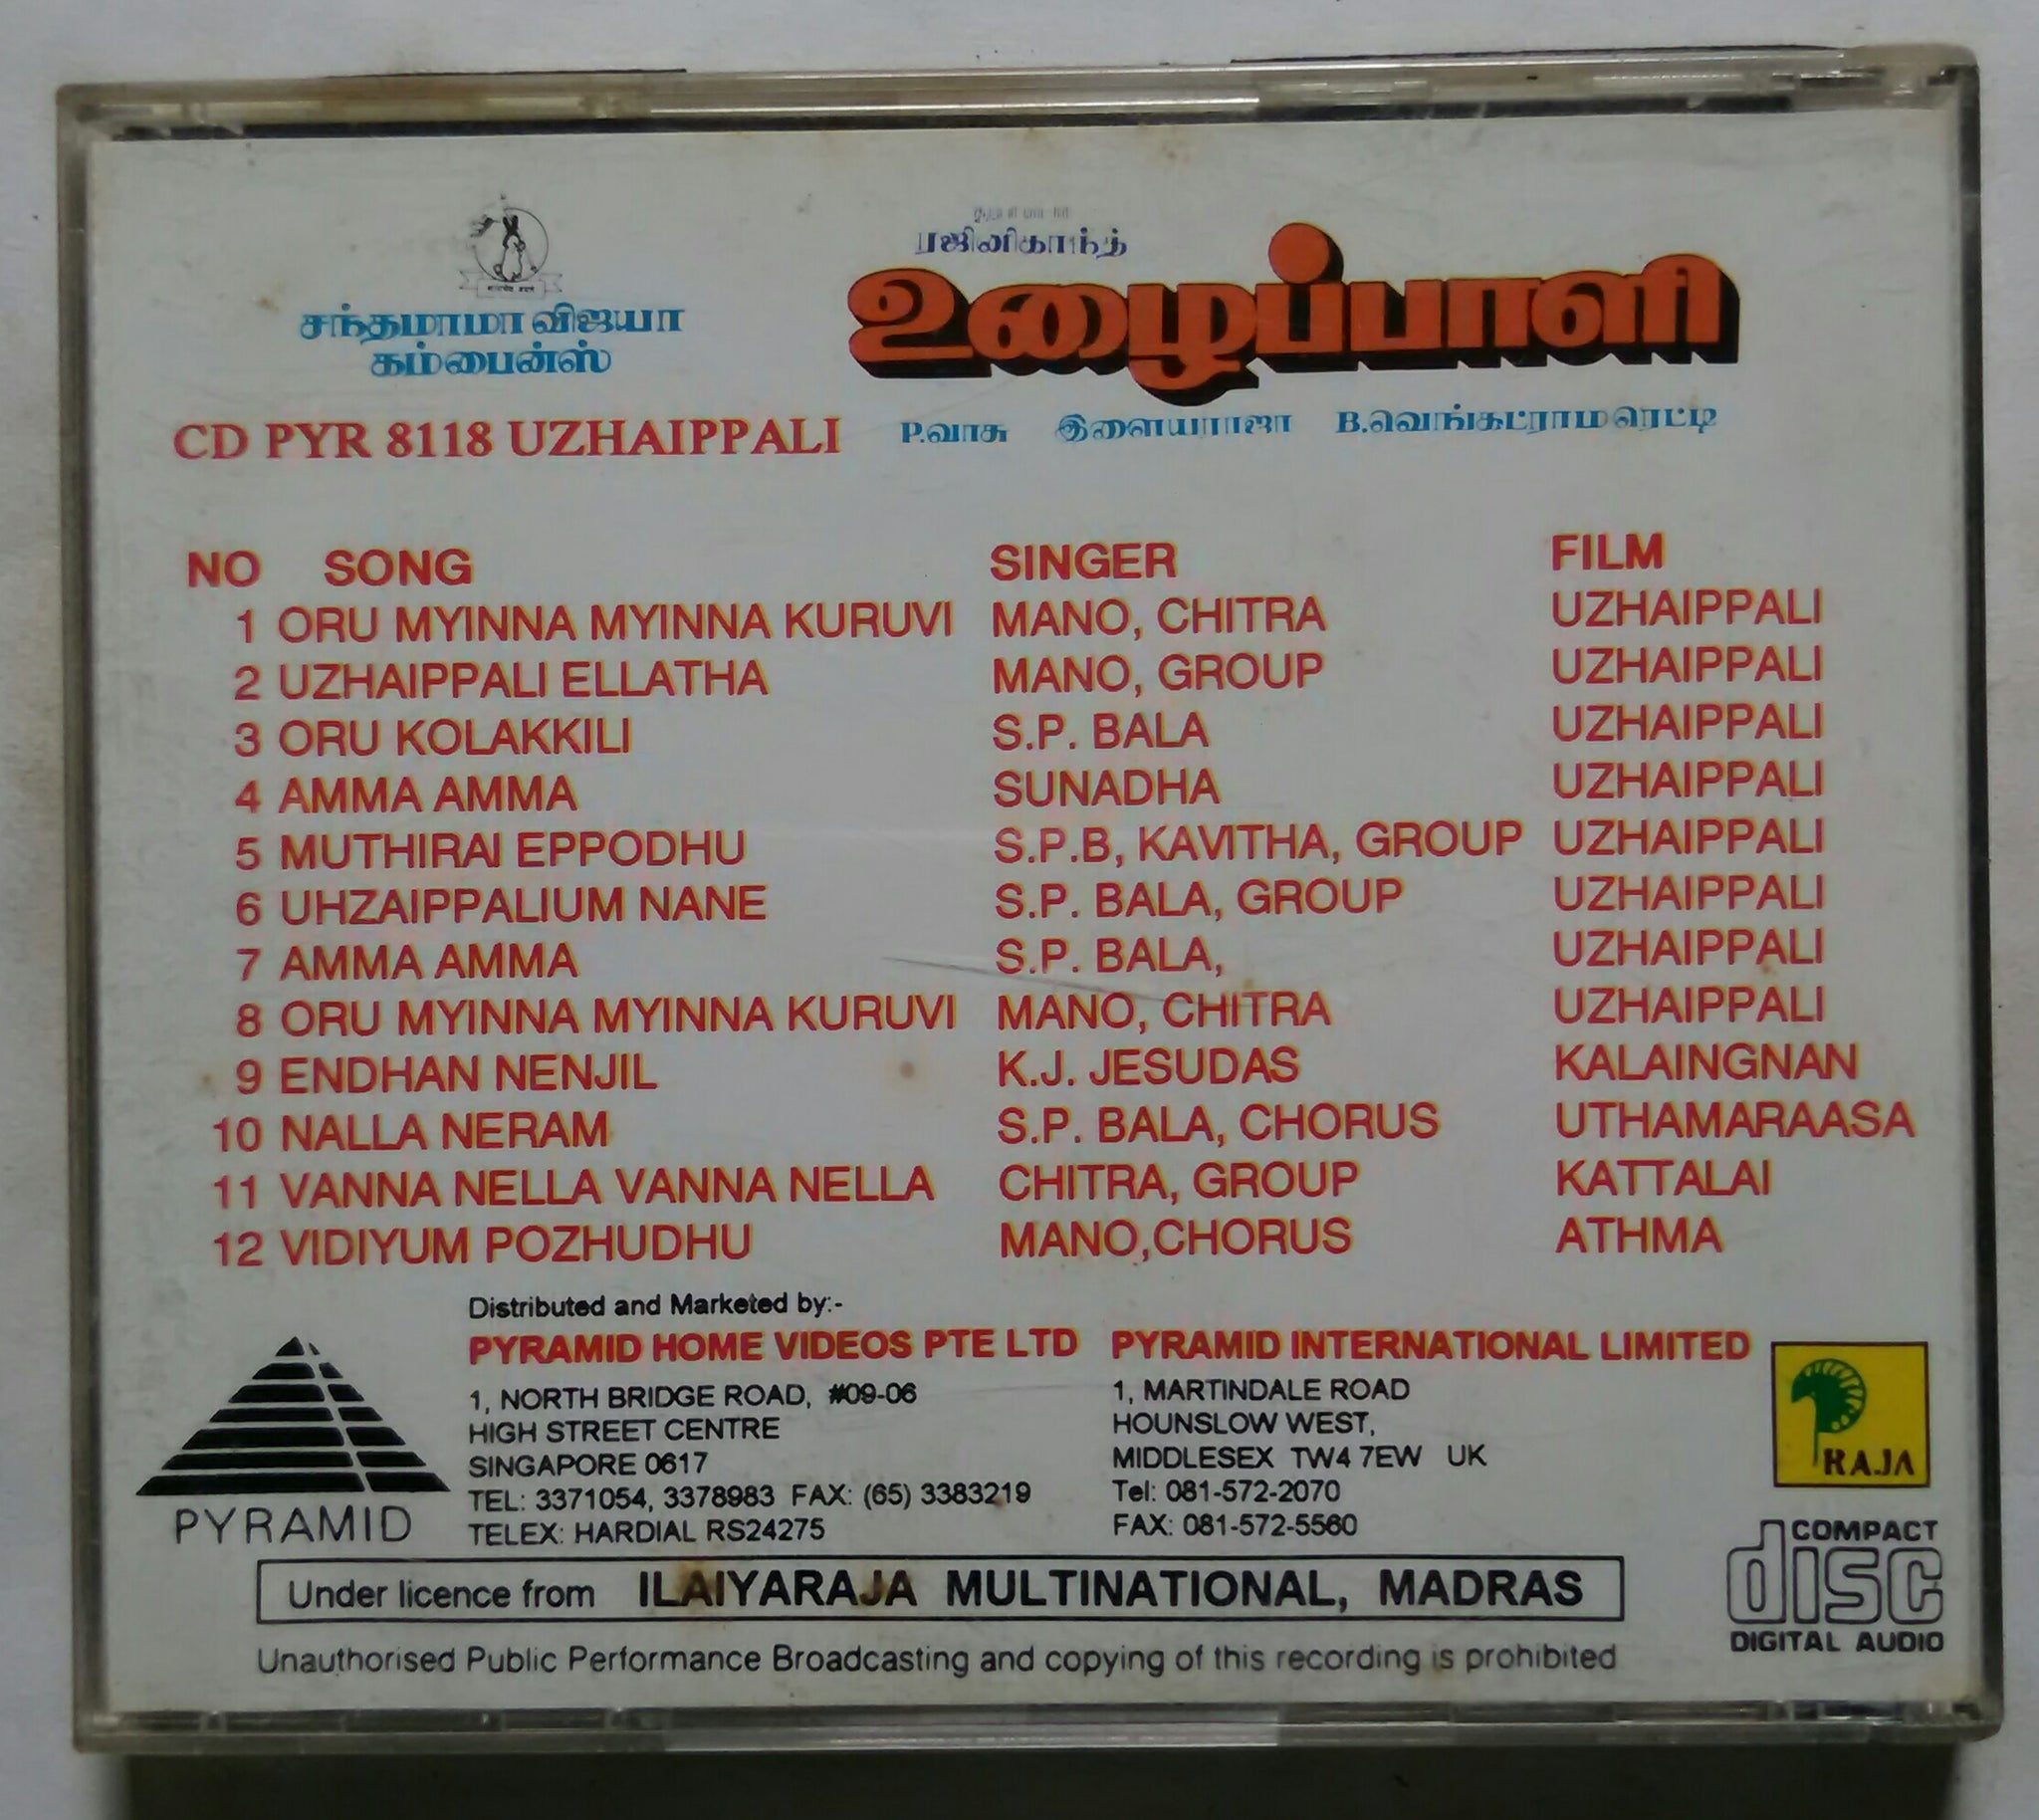 ரஜினிகாந்த்
உழைப்பாளி
சந்தமாமா விஜயா
கம்பைன்ஸ்
CD PYR 8118 UZHAIPPALI
P.வாசு இளையராஜா B.வெங்கட்ராம ரெட்டி
NO SONG SINGER FILM
1 ORU MYINNA MYINNA KURUVI MANO, CHITRA UZHAIPPALI
2 UZHAIPPALI ELLATHA MANO, GROUP UZHAIPPALI
3 ORU KOLAKKILI S.P. BALA UZHAIPPALI
4 AMMA AMMA SUNADHA UZHAIPPALI
5 MUTHIRAI EPPODHU S.P.B, KAVITHA, GROUP UZHAIPPALI
6 UHZAIPPALIUM NANE S.P. BALA, GROUP UZHAIPPALI
7 AMMA AMMA S.P. BALA, UZHAIPPALI
8 ORU MYINNA MYINNA KURUVI MANO, CHITRA UZHAIPPALI
9 ENDHAN NENJIL K.J. JESUDAS KALAINGNAN
10 NALLA NERAM S.P. BALA, CHORUS UTHAMARAASA
11 VANNA NELLA VANNA NELLA CHITRA, GROUP KATTALAI
12 VIDIYUM POZHUDHU MANO,CHORUS ATHMA
Distributed and Marketed by:-
PYRAMID HOME VIDEOS PTE LTD
1, NORTH BRIDGE ROAD, #09-06
HIGH STREET CENTRE
SINGAPORE 0617
TEL: 3371054, 3378983 FAX: (65) 3383219
TELEX: HARDIAL RS24275
PYRAMID INTERNATIONAL LIMITED
1, MARTINDALE ROAD
HOUNSLOW WEST,
MIDDLESEX TW4 7EW UK
Tel: 081-572-2070
FAX: 081-572-5560
PYRAMID
RAJA
Under licence from ILAIYARAJA MULTINATIONAL, MADRAS
COMPACT
disc
DIGITAL AUDIO
Unauthorised Public Performance Broadcasting and copying of this recording is prohibited